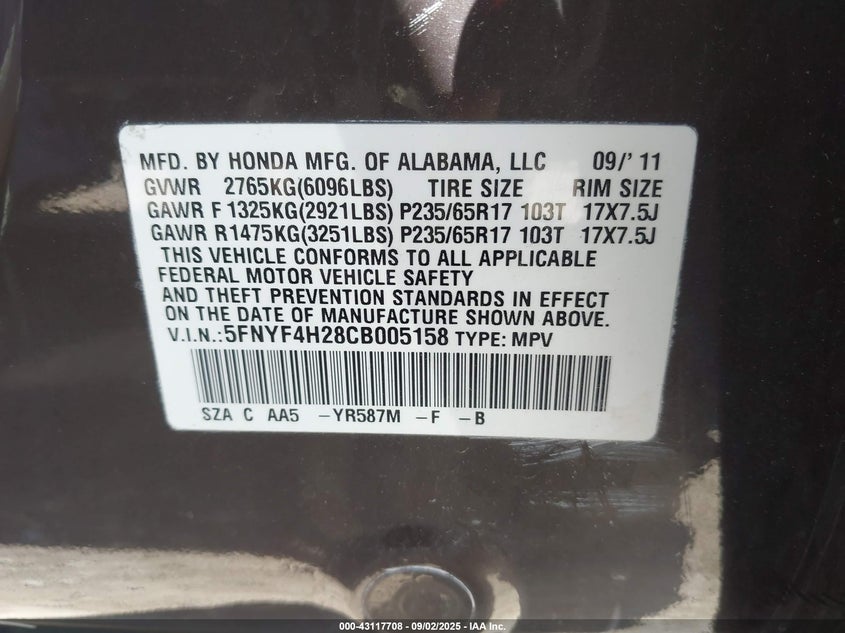 MFD. BY HONDA MFG. OF ALABAMA, LLC 09/' 11
GVWR 2765KG(6096LBS) TIRE SIZE RIM SIZE
GAWR F 1325KG(2921LBS) P235/65R17 103T 17X7.5J
GAWR R1475KG(3251LBS) P235/65R17 103T 17X7.5J
THIS VEHICLE CONFORMS TO ALL APPLICABLE
FEDERAL MOTOR VEHICLE SAFETY
AND THEFT PREVENTION STANDARDS IN EFFECT
ON THE DATE OF MANUFACTURE SHOWN ABOVE.
V.I.N.:5FNYF4H28CB005158 TYPE: MPV
SZA C AA5 -YR587M -F -B
000-43117708 - 09/02/2025 - IAA Inc.